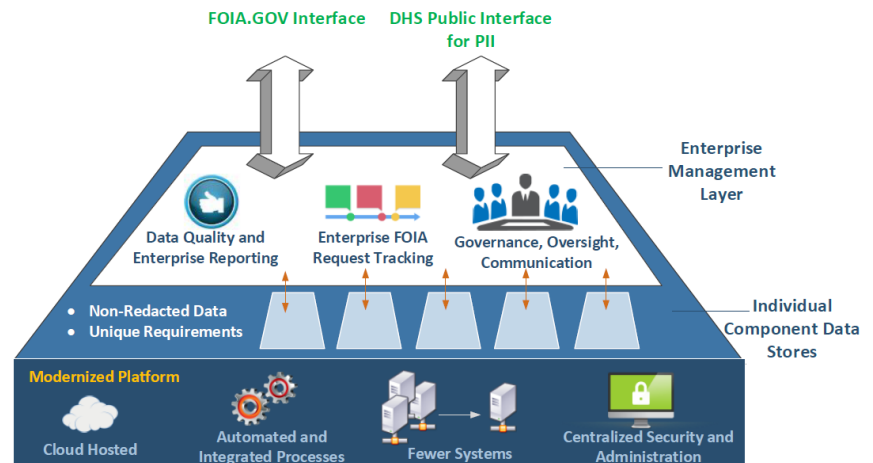 FOIA.GOV Interface
DHS Public Interface
for PII
Enterprise
Management
Layer
Data Quality and
Enterprise Reporting
Enterprise FOIA
Request Tracking
Governance, Oversight,
Communication
• Non-Redacted Data
• Unique Requirements
Individual
Component Data
Stores
Modernized Platform
Cloud Hosted
Automated and
Integrated Processes
Fewer Systems
Centralized Security and
Administration